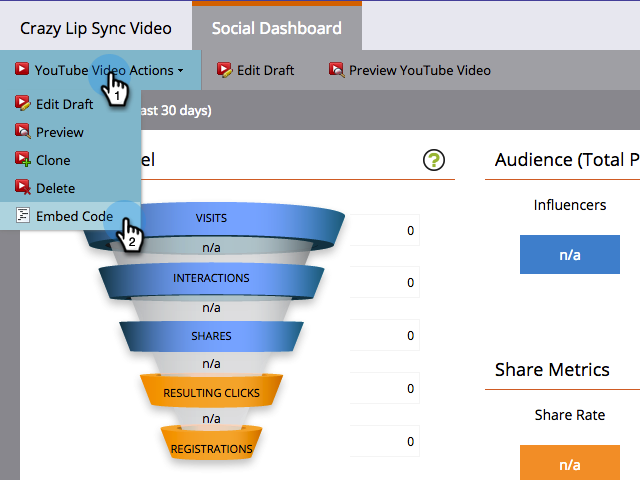 Crazy Lip Sync Video
Social Dashboard
YouTube Video Actions
Edit Draft
Preview YouTube Video
1
Edit Draft
Preview
Clone
Delete
Embed Code
2
ast 30 days)
el
?
VISITS
0
n/a
INTERACTIONS
0
n/a
SHARES
0
n/a
RESULTING CLICKS
0
n/a
REGISTRATIONS
0
Audience (Total P
Influencers
n/a
Share Metrics
Share Rate
n/a